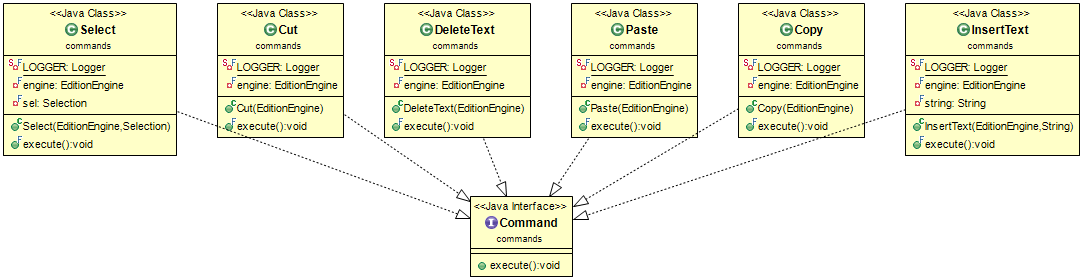 <<Java Class>>
Select
commands
LOGGER: Logger
engine: EditionEngine
sel: Selection
Select(EditionEngine,Selection)
execute():void
<<Java Class>>
Cut
commands
LOGGER: Logger
engine: EditionEngine
Cut(EditionEngine)
execute():void
<<Java Class>>
DeleteText
commands
LOGGER: Logger
engine: EditionEngine
DeleteText(EditionEngine)
execute():void
<<Java Class>>
Paste
commands
LOGGER: Logger
engine: EditionEngine
Paste(EditionEngine)
execute():void
<<Java Class>>
Copy
commands
LOGGER: Logger
engine: EditionEngine
Copy(EditionEngine)
execute():void
<<Java Class>>
InsertText
commands
LOGGER: Logger
engine: EditionEngine
string: String
InsertText(EditionEngine,String)
execute():void
<<Java Interface>>
Command
commands
execute():void